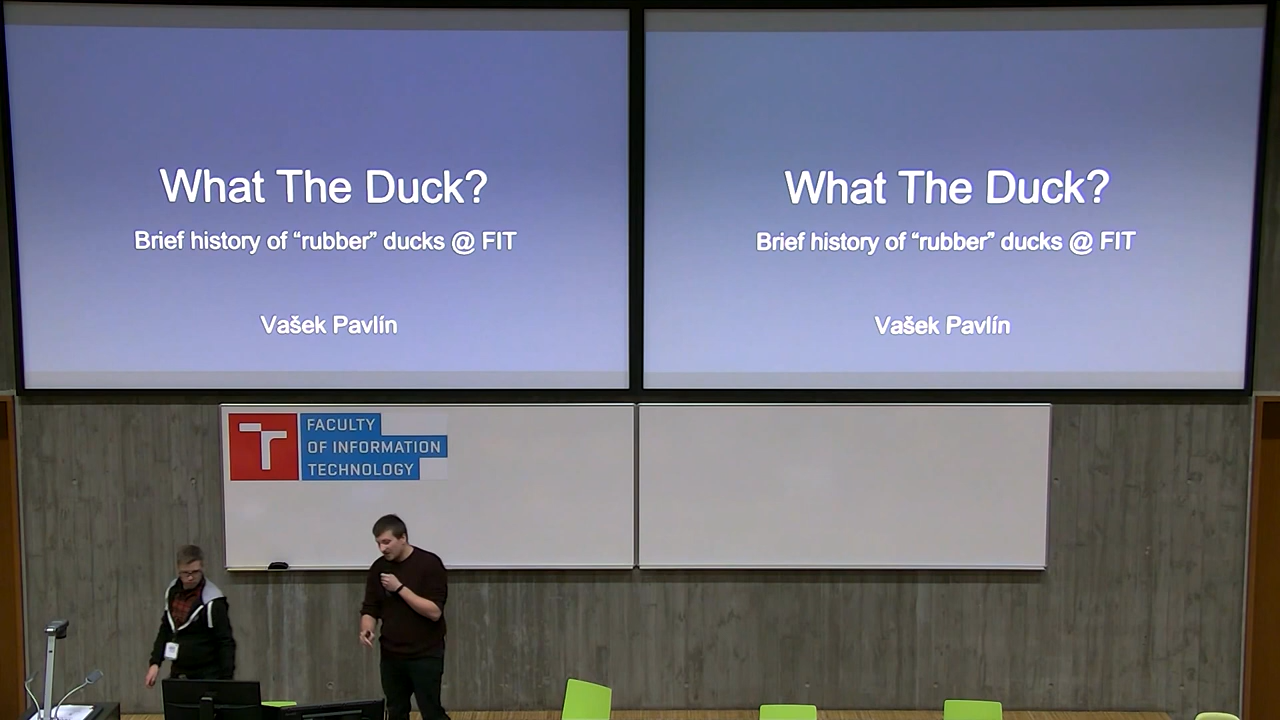 What The Duck?
Brief history of “rubber” ducks @ FIT
Vašek Pavlín
What The Duck?
Brief history of “rubber” ducks @ FIT
Vašek Pavlín
T FACULTY
OF INFORMATION
TECHNOLOGY